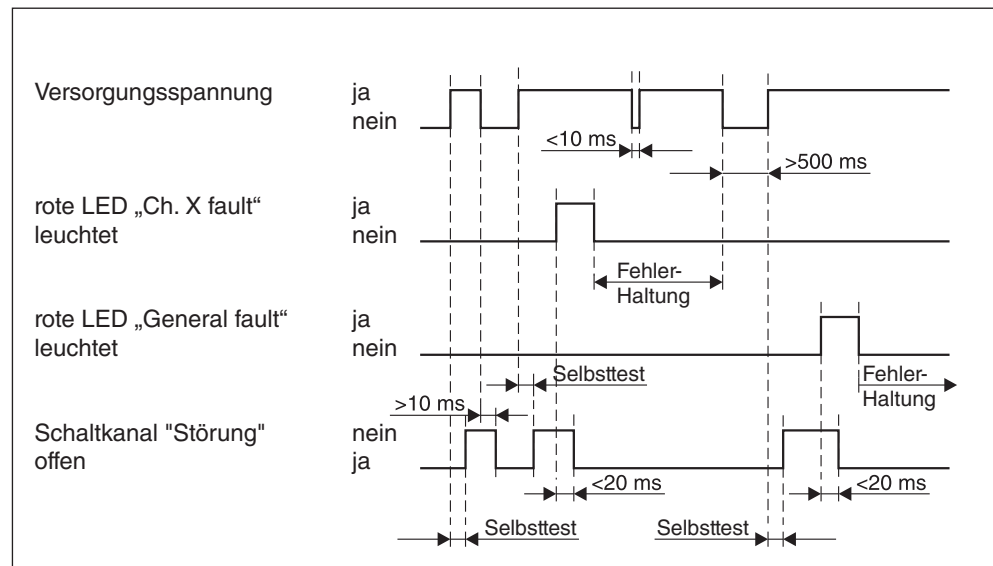 Versorgungsspannung
ja
nein
<10 ms
>500 ms
rote LED „Ch. X fault“
leuchtet
ja
nein
Fehler-
Haltung
rote LED „General fault“
leuchtet
ja
nein
Selbsttest
Fehler-
Haltung
>10 ms
Schaltkanal "Störung"
offen
nein
ja
<20 ms
<20 ms
Selbsttest
Selbsttest